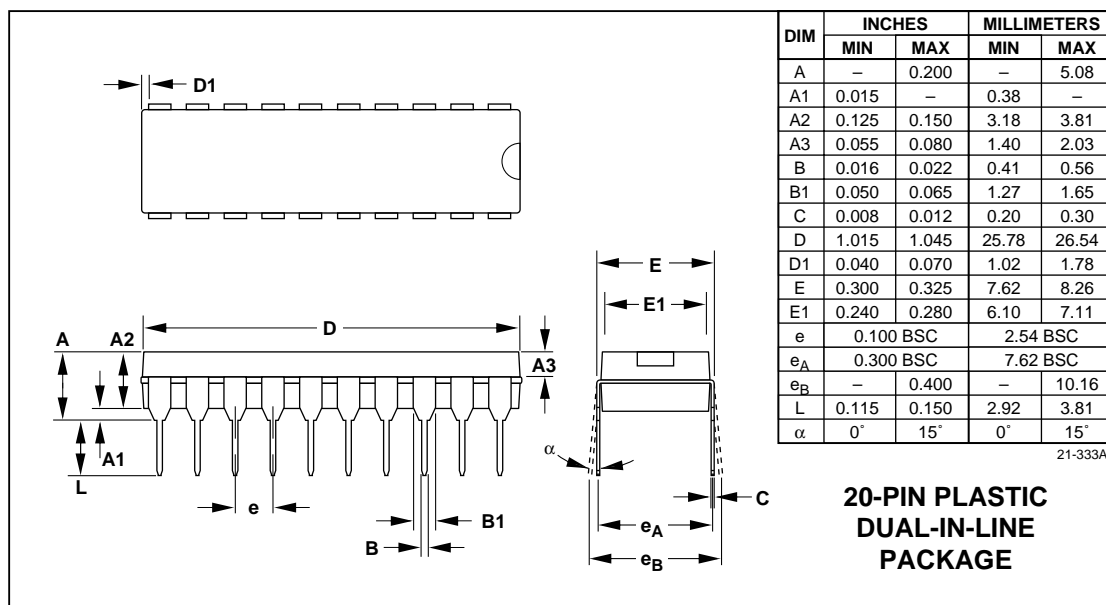 DIM INCHES MILLIMETERS
MIN MAX MIN MAX
A – 0.200 – 5.08
A1 0.015 – 0.38 –
A2 0.125 0.150 3.18 3.81
A3 0.055 0.080 1.40 2.03
B 0.016 0.022 0.41 0.56
B1 0.050 0.065 1.27 1.65
C 0.008 0.012 0.20 0.30
D 1.015 1.045 25.78 26.54
D1 0.040 0.070 1.02 1.78
E 0.300 0.325 7.62 8.26
E1 0.240 0.280 6.10 7.11
e 0.100 BSC 2.54 BSC
eA 0.300 BSC 7.62 BSC
eB – 0.400 – 10.16
L 0.115 0.150 2.92 3.81
α 0˚ 15˚ 0˚ 15˚
21-333A
D1
E
E1
D
A A2
A3
A1
L
α
e
B1
B
C
eA
eB
20-PIN PLASTIC
DUAL-IN-LINE
PACKAGE